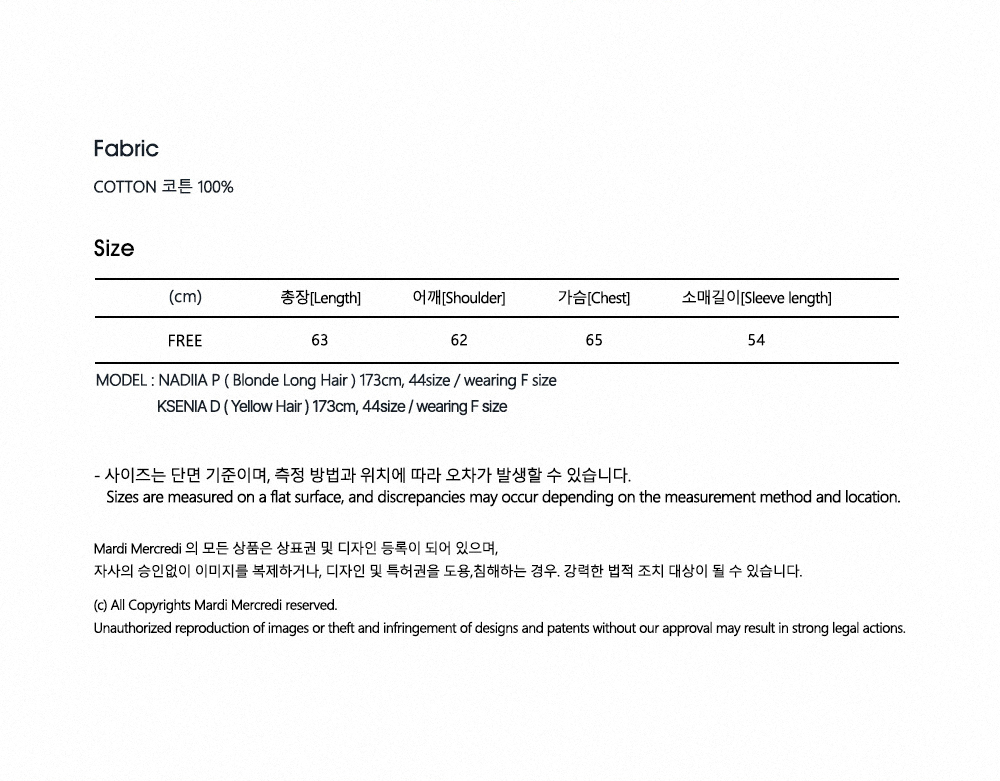 Fabric
COTTON 코튼 100%
Size
(cm) 총장[Length] 어깨[Shoulder] 가슴[Chest] 소매길이[Sleeve length]
FREE 63 62 65 54
MODEL : NADIIA P ( Blonde Long Hair ) 173cm, 44size / wearing F size
KSENIA D ( Yellow Hair ) 173cm, 44size / wearing F size
- 사이즈는 단면 기준이며, 측정 방법과 위치에 따라 오차가 발생할 수 있습니다.
Sizes are measured on a flat surface, and discrepancies may occur depending on the measurement method and location.
Mardi Mercredi 의 모든 상품은 상표권 및 디자인 등록이 되어 있으며,
자사의 승인없이 이미지를 복제하거나, 디자인 및 특허권을 도용,침해하는 경우. 강력한 법적 조치 대상이 될 수 있습니다.
(c) All Copyrights Mardi Mercredi reserved.
Unauthorized reproduction of images or theft and infringement of designs and patents without our approval may result in strong legal actions.